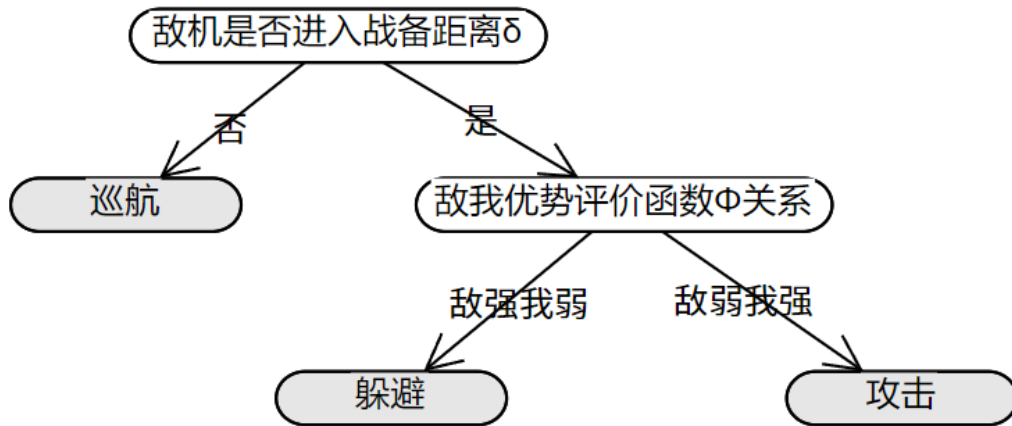 敌机是否进入战备距离δ
否
是
巡航
敌我优势评价函数Φ关系
敌强我弱
敌弱我强
躲避
攻击